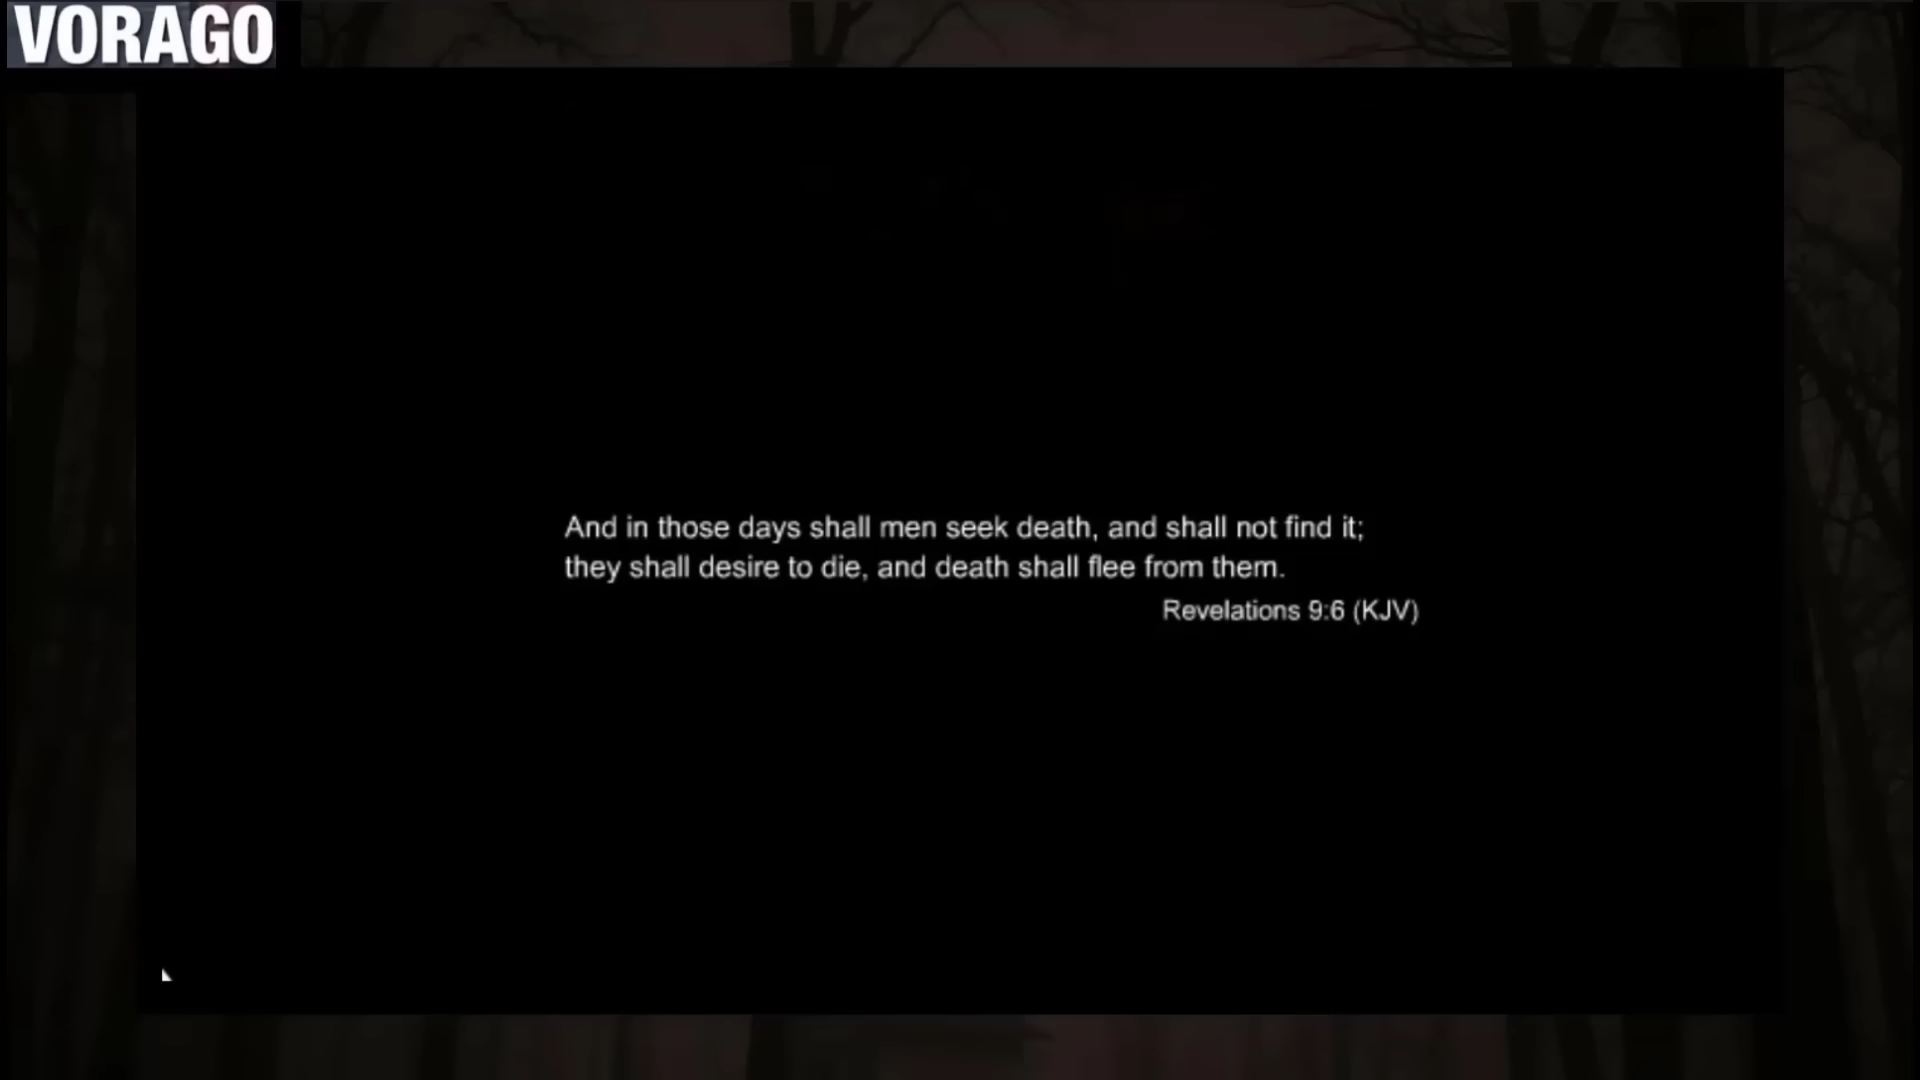 VORAGO
And in those days shall men seek death, and shall not find it;
they shall desire to die, and death shall flee from them.
Revelations 9:6 (KJV)